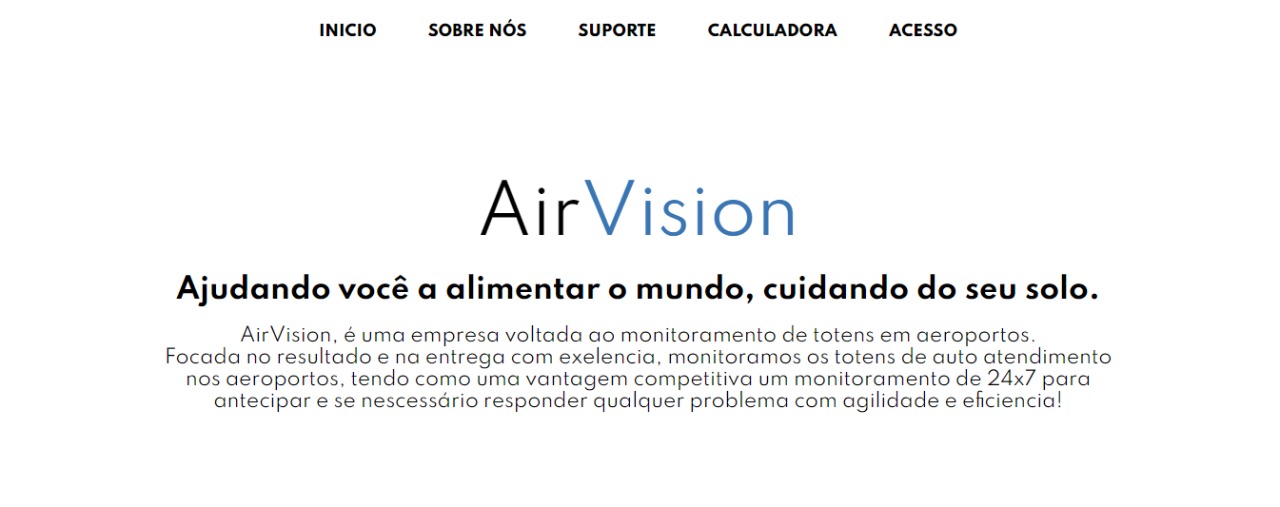 INICIO SOBRE NÓS SUPORTE CALCULADORA ACESSO
AirVision
Ajudando você a alimentar o mundo, cuidando do seu solo.
AirVision, é uma empresa voltada ao monitoramento de totens em aeroportos.
Focada no resultado e na entrega com exelencia, monitoramos os totens de auto atendimento
nos aeroportos, tendo como uma vantagem competitiva um monitoramento de 24x7 para
antecipar e se nescessário responder qualquer problema com agilidade e eficiencia!